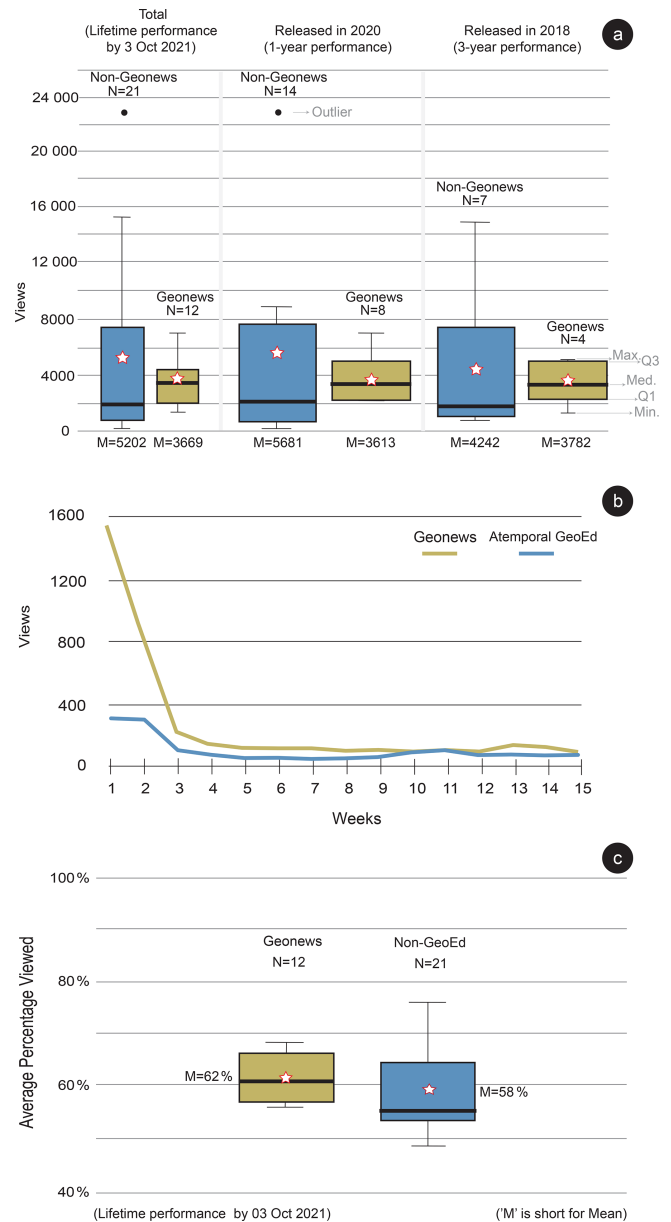 Total
(Lifetime performance
by 3 Oct 2021)
Released in 2020
(1-year performance)
Released in 2018
(3-year performance)
a
Non-Geonews
N=21
Non-Geonews
N=14
Outlier
24 000
20 000
Non-Geonews
N=7
16 000
12 000
Views
Geonews
N=12
Geonews
N=8
Geonews
N=4
8000
Max.
Q3
4000
Med.
Q1
Min.
0
M=5202 M=3669 M=5681 M=3613 M=4242 M=3782
b
1600
Geonews
Atemporal GeoEd
1200
Views
800
400
0
1 2 3 4 5 6 7 8 9 10 11 12 13 14 15
Weeks
c
100%
Average Percentage Viewed
Geonews
N=12
Non-GeoEd
N=21
80%
M=62%
60%
M=58 %
40%
(Lifetime performance by 03 Oct 2021)
('M' is short for Mean)